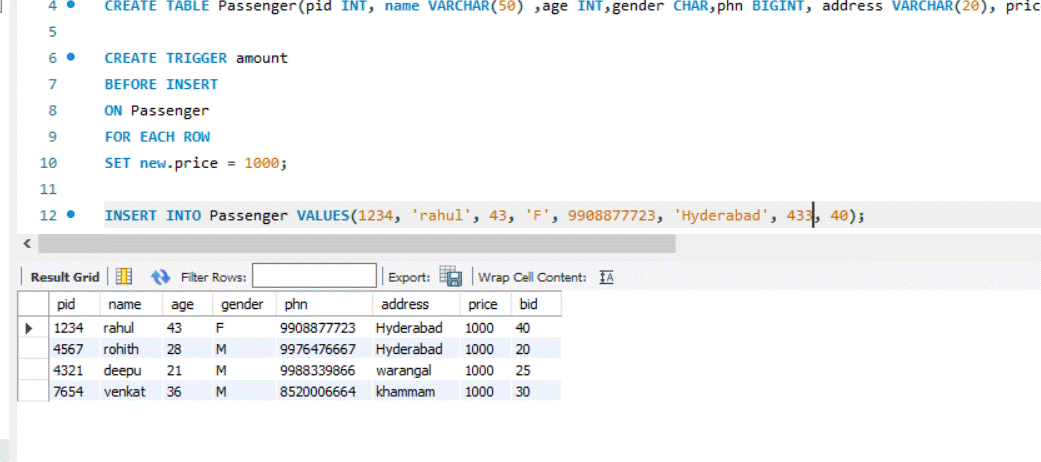 4 CREATE TABLE Passenger(pid INT, name VARCHAR(50) ,age INT,gender CHAR,phn BIGINT, address VARCHAR(20), pric
5
6 CREATE TRIGGER amount
7 BEFORE INSERT
8 ON Passenger
9 FOR EACH ROW
10 SET new.price = 1000;
11
12 INSERT INTO Passenger VALUES(1234, 'rahul', 43, 'F', 9908877723, 'Hyderabad', 433, 40);
Result Grid Filter Rows: Export: Wrap Cell Content: IA
pid name age gender phn address price bid
1234 rahul 43 F 9908877723 Hyderabad 1000 40
4567 rohith 28 M 9976476667 Hyderabad 1000 20
4321 deepu 21 M 9988339866 warangal 1000 25
7654 venkat 36 M 8520006664 khammam 1000 30